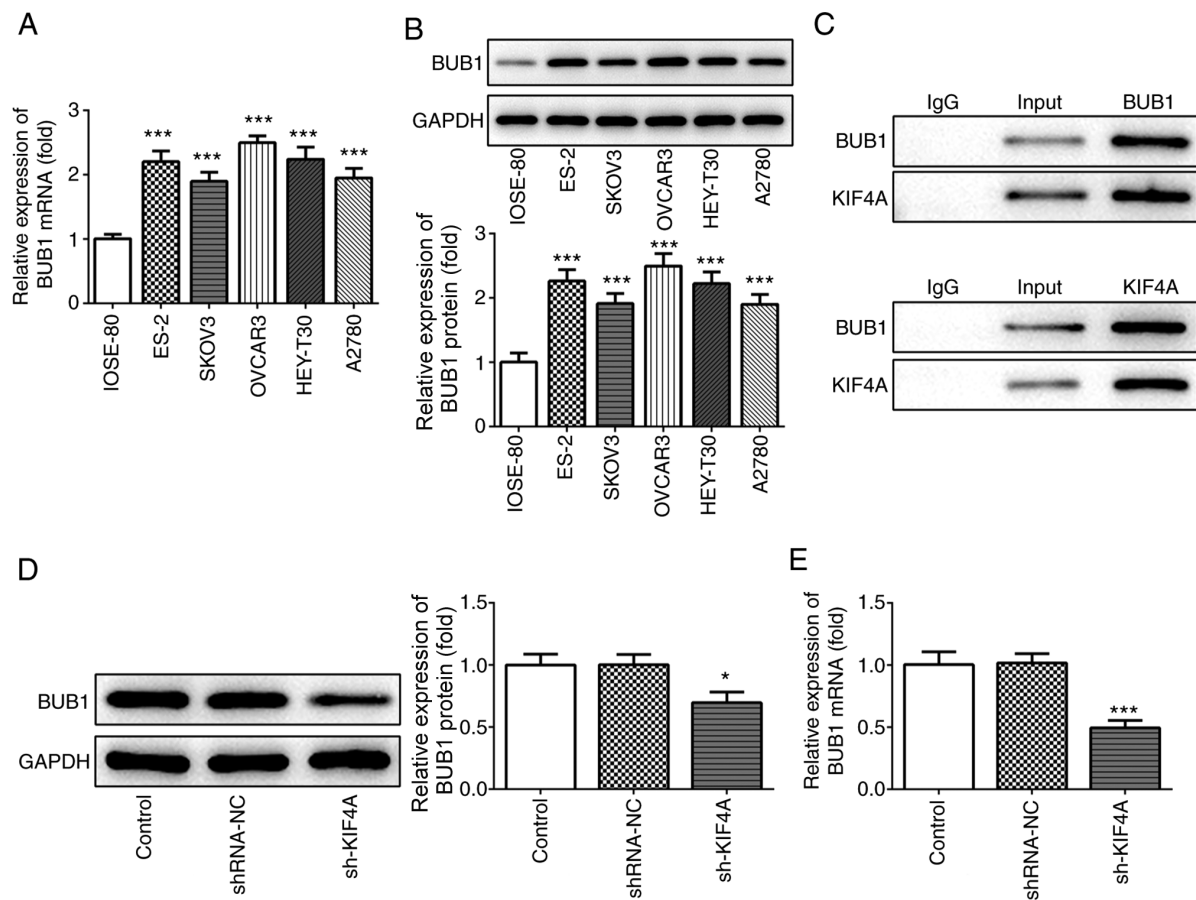 A
Relative expression of
BUB1 mRNA (fold)
3
2
1
0
***
***
***
***
***
IOSE-80
ES-2
SKOV3
OVCAR3
HEY-T30
A2780
B
BUB1
GAPDH
IOSE-80
ES-2
SKOV3
OVCAR3
HEY-T30
A2780
Relative expression of
BUB1 protein (fold)
3
2
1
0
***
***
***
***
***
IOSE-80
ES-2
SKOV3
OVCAR3
HEY-T30
A2780
C
IgG Input BUB1
BUB1
KIF4A
IgG Input KIF4A
BUB1
KIF4A
D
BUB1
GAPDH
Control
shRNA-NC
sh-KIF4A
Relative expression of
BUB1 protein (fold)
1.5
1.0
0.5
0.0
*
Control
shRNA-NC
sh-KIF4A
E
Relative expression of
BUB1 mRNA (fold)
1.5
1.0
0.5
0.0
***
Control
shRNA-NC
sh-KIF4A